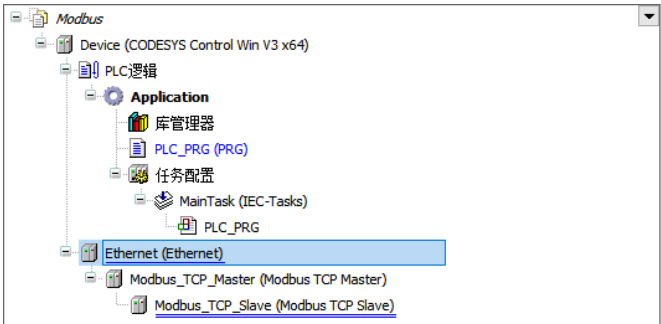 Modbus
Device (CODESYS Control Win V3 x64)
PLC逻辑
Application
库管理器
PLC_PRG (PRG)
任务配置
MainTask (IEC-Tasks)
PLC_PRG
Ethernet (Ethernet)
Modbus_TCP_Master (Modbus TCP Master)
Modbus_TCP_Slave (Modbus TCP Slave)